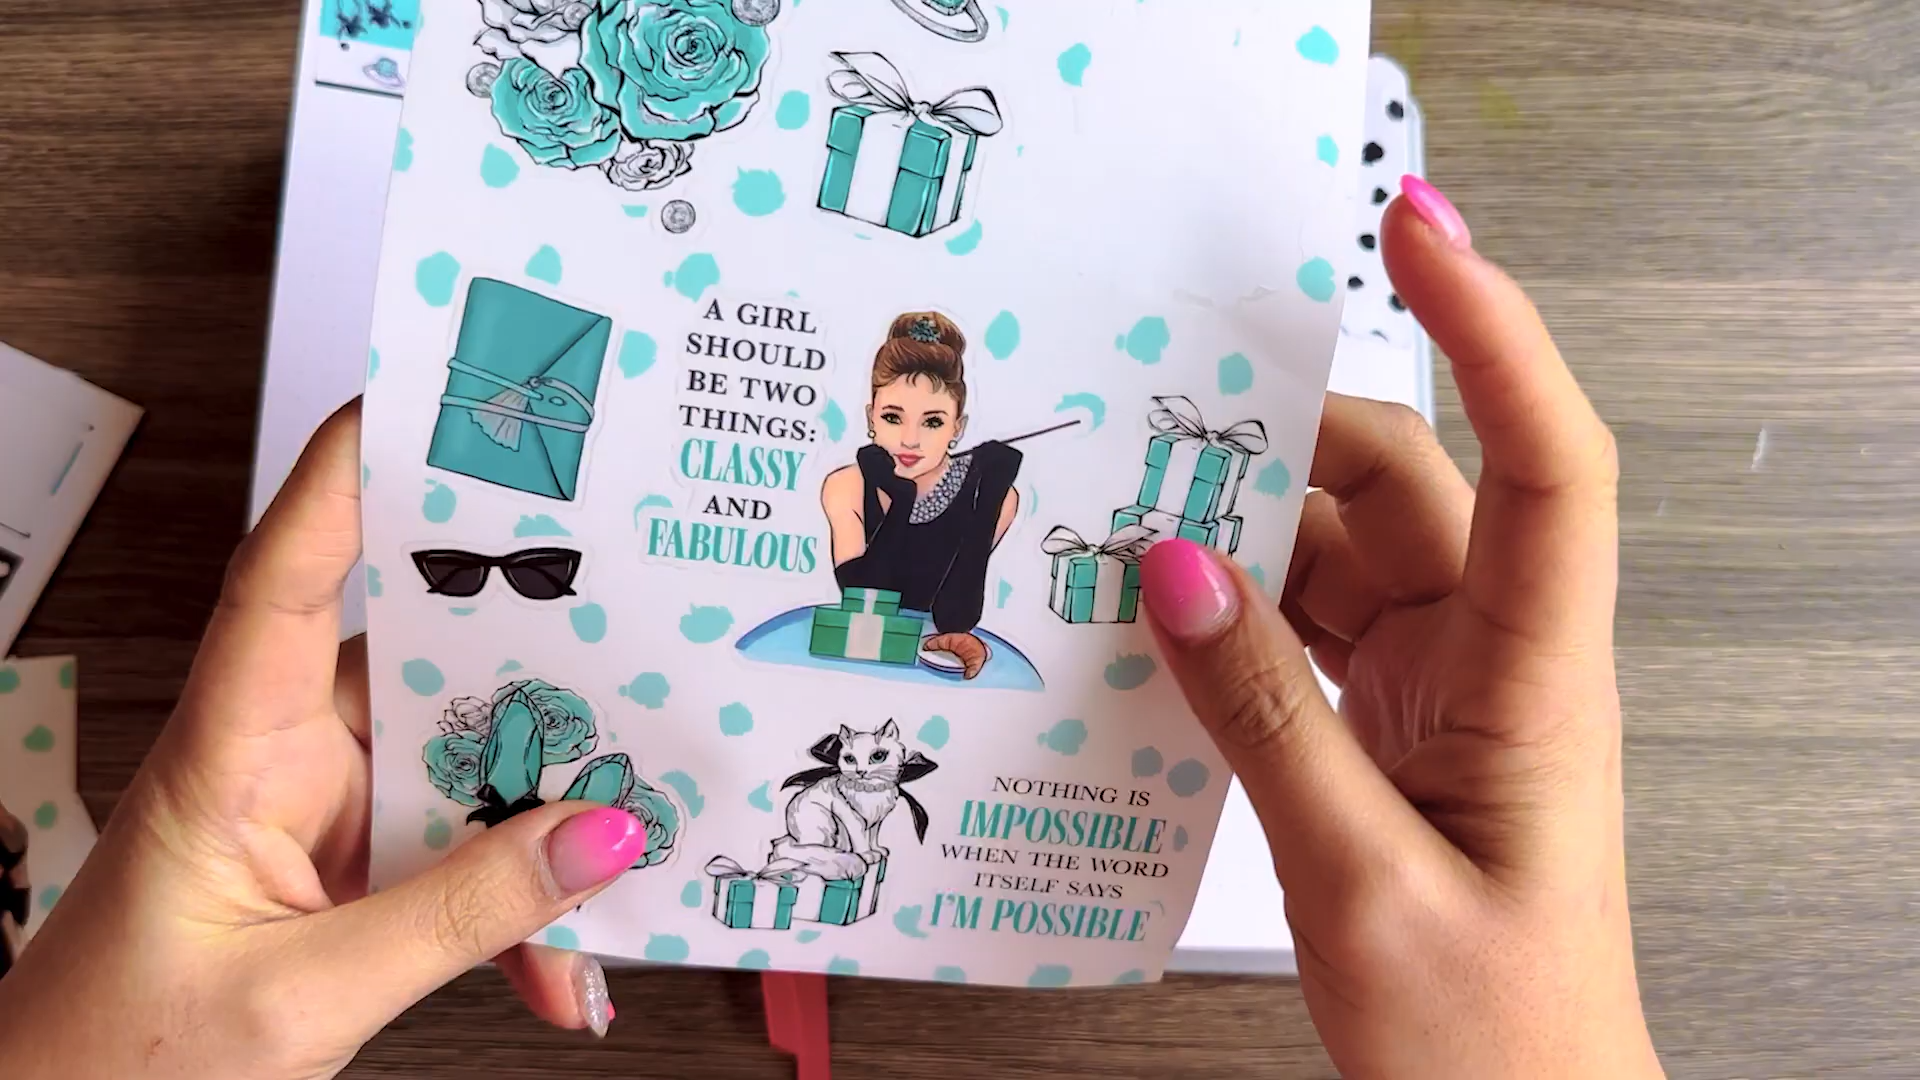 A GIRL
SHOULD
BE TWO
THINGS:
CLASSY
AND
FABULOUS
NOTHING IS
IMPOSSIBLE
WHEN THE WORD
ITSELF SAYS
I'M POSSIBLE